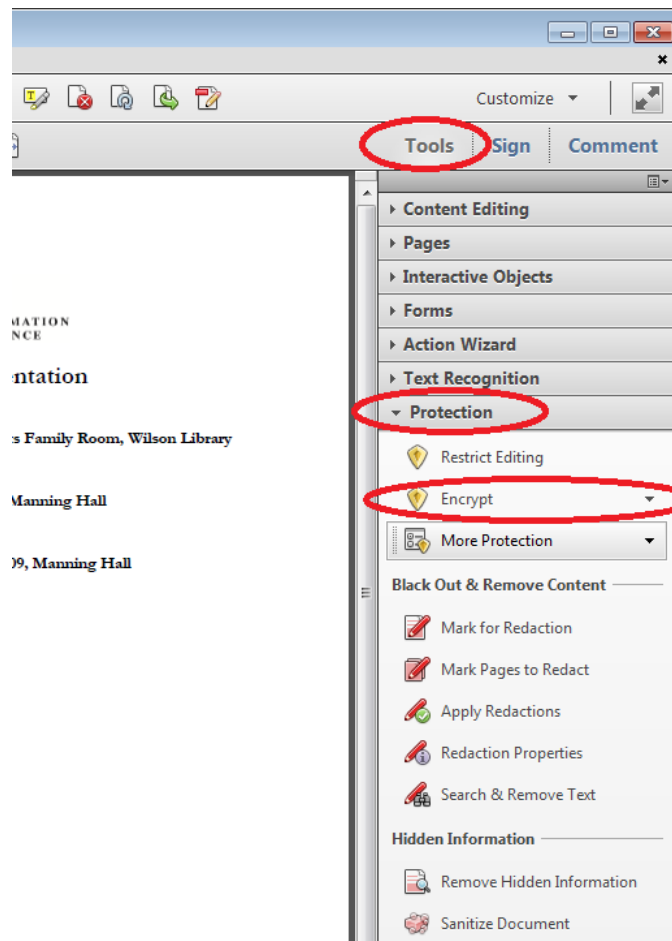 Customize
Tools Sign Comment
Content Editing
Pages
Interactive Objects
MATION
NCE
Forms
Action Wizard
ntation
Text Recognition
Protection
s Family Room, Wilson Library
Restrict Editing
Manning Hall
Encrypt
More Protection
09, Manning Hall
Black Out & Remove Content
Mark for Redaction
Mark Pages to Redact
Apply Redactions
Redaction Properties
Search & Remove Text
Hidden Information
Remove Hidden Information
Sanitize Document